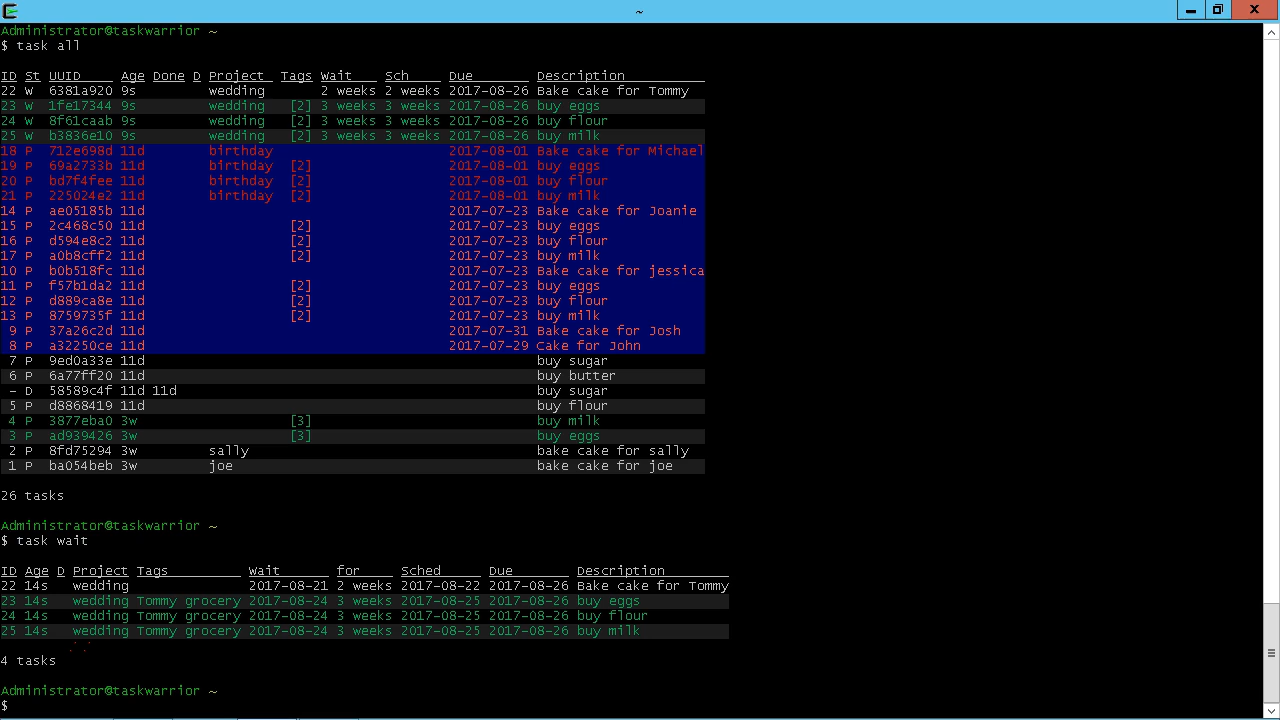 ~
Administrator@taskwarrior ~
$ task all
ID St UUID Age Done D Project Tags Wait Sch Due Description
22 W 6381a920 9s wedding 2 weeks 2 weeks 2017-08-26 Bake cake for Tommy
23 W 1fe17344 9s wedding [2] 3 weeks 3 weeks 2017-08-26 buy eggs
24 W 8f61caab 9s wedding [2] 3 weeks 3 weeks 2017-08-26 buy flour
25 W b3836e10 9s wedding [2] 3 weeks 3 weeks 2017-08-26 buy milk
18 P 712e698d 11d birthday 2017-08-01 Bake cake for Michael
19 P 69a2733b 11d birthday [2] 2017-08-01 buy eggs
20 P bd7f4fee 11d birthday [2] 2017-08-01 buy flour
21 P 225024e2 11d birthday [2] 2017-08-01 buy milk
14 P ae05185b 11d 2017-07-23 Bake cake for Joanie
15 P 2c468c50 11d [2] 2017-07-23 buy eggs
16 P d594e8c2 11d [2] 2017-07-23 buy flour
17 P a0b8cff2 11d [2] 2017-07-23 buy milk
10 P b0b518fc 11d 2017-07-23 Bake cake for jessica
11 P f57b1da2 11d [2] 2017-07-23 buy eggs
12 P d889ca8e 11d [2] 2017-07-23 buy flour
13 P 8759735f 11d [2] 2017-07-23 buy milk
9 P 37a26c2d 11d 2017-07-31 Bake cake for Josh
8 P a32250ce 11d 2017-07-29 Cake for John
7 P 9ed0a33e 11d buy sugar
6 P 6a77ff20 11d buy butter
- D 58589c4f 11d 11d buy sugar
5 P d8868419 11d buy flour
4 P 3877eba0 3w [3] buy milk
3 P ad939426 3w [3] buy eggs
2 P 8fd75294 3w sally bake cake for sally
1 P ba054beb 3w joe bake cake for joe
26 tasks
Administrator@taskwarrior ~
$ task wait
ID Age D Project Tags Wait for Sched Due Description
22 14s wedding 2017-08-21 2 weeks 2017-08-22 2017-08-26 Bake cake for Tommy
23 14s wedding Tommy grocery 2017-08-24 3 weeks 2017-08-25 2017-08-26 buy eggs
24 14s wedding Tommy grocery 2017-08-24 3 weeks 2017-08-25 2017-08-26 buy flour
25 14s wedding Tommy grocery 2017-08-24 3 weeks 2017-08-25 2017-08-26 buy milk
4 tasks
Administrator@taskwarrior ~
$